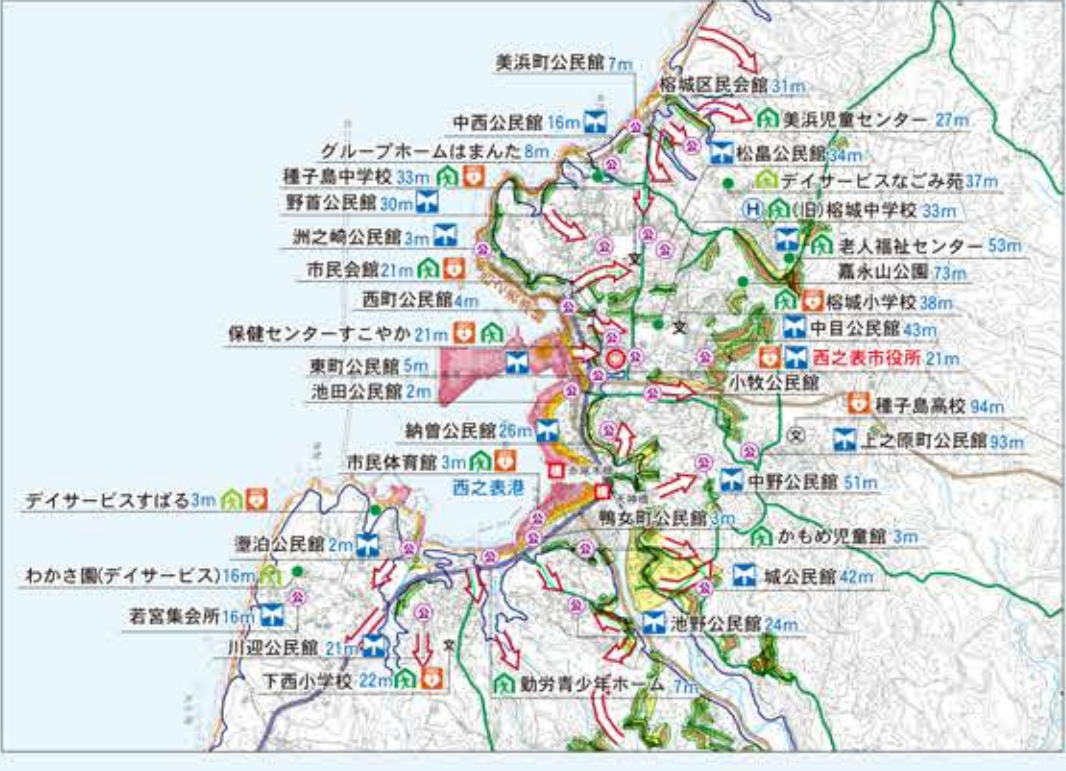 美浜町公民館 7m
榕城区民会館 31m
中西公民館 16m
美浜児童センター 27m
グループホームはまんた 8m
松畠公民館 34m
種子島中学校 33m
デイサービスなごみ苑 37m
野首公民館 30m
H (旧)榕城中学校 33m
洲之崎公民館 3m
老人福祉センター 53m
市民会館 21m
嘉永山公園 73m
西町公民館 4m
榕城小学校 38m
保健センターすこやか 21m
中目公民館 43m
東町公民館 5m
西之表市役所 21m
池田公民館 2m
小牧公民館
種子島高校 94m
納曽公民館 26m
上之原町公民館 93m
市民体育館 3m
中野公民館 51m
西之表港
天神橋
デイサービスすばる 3m
鴨女町公民館 3m
かもめ児童館 3m
わかさ園(デイサービス) 16m
城公民館 42m
若宮集会所 16m
池野公民館 24m
川迎公民館 21m
下西小学校 22m
勤労青少年ホーム 7m